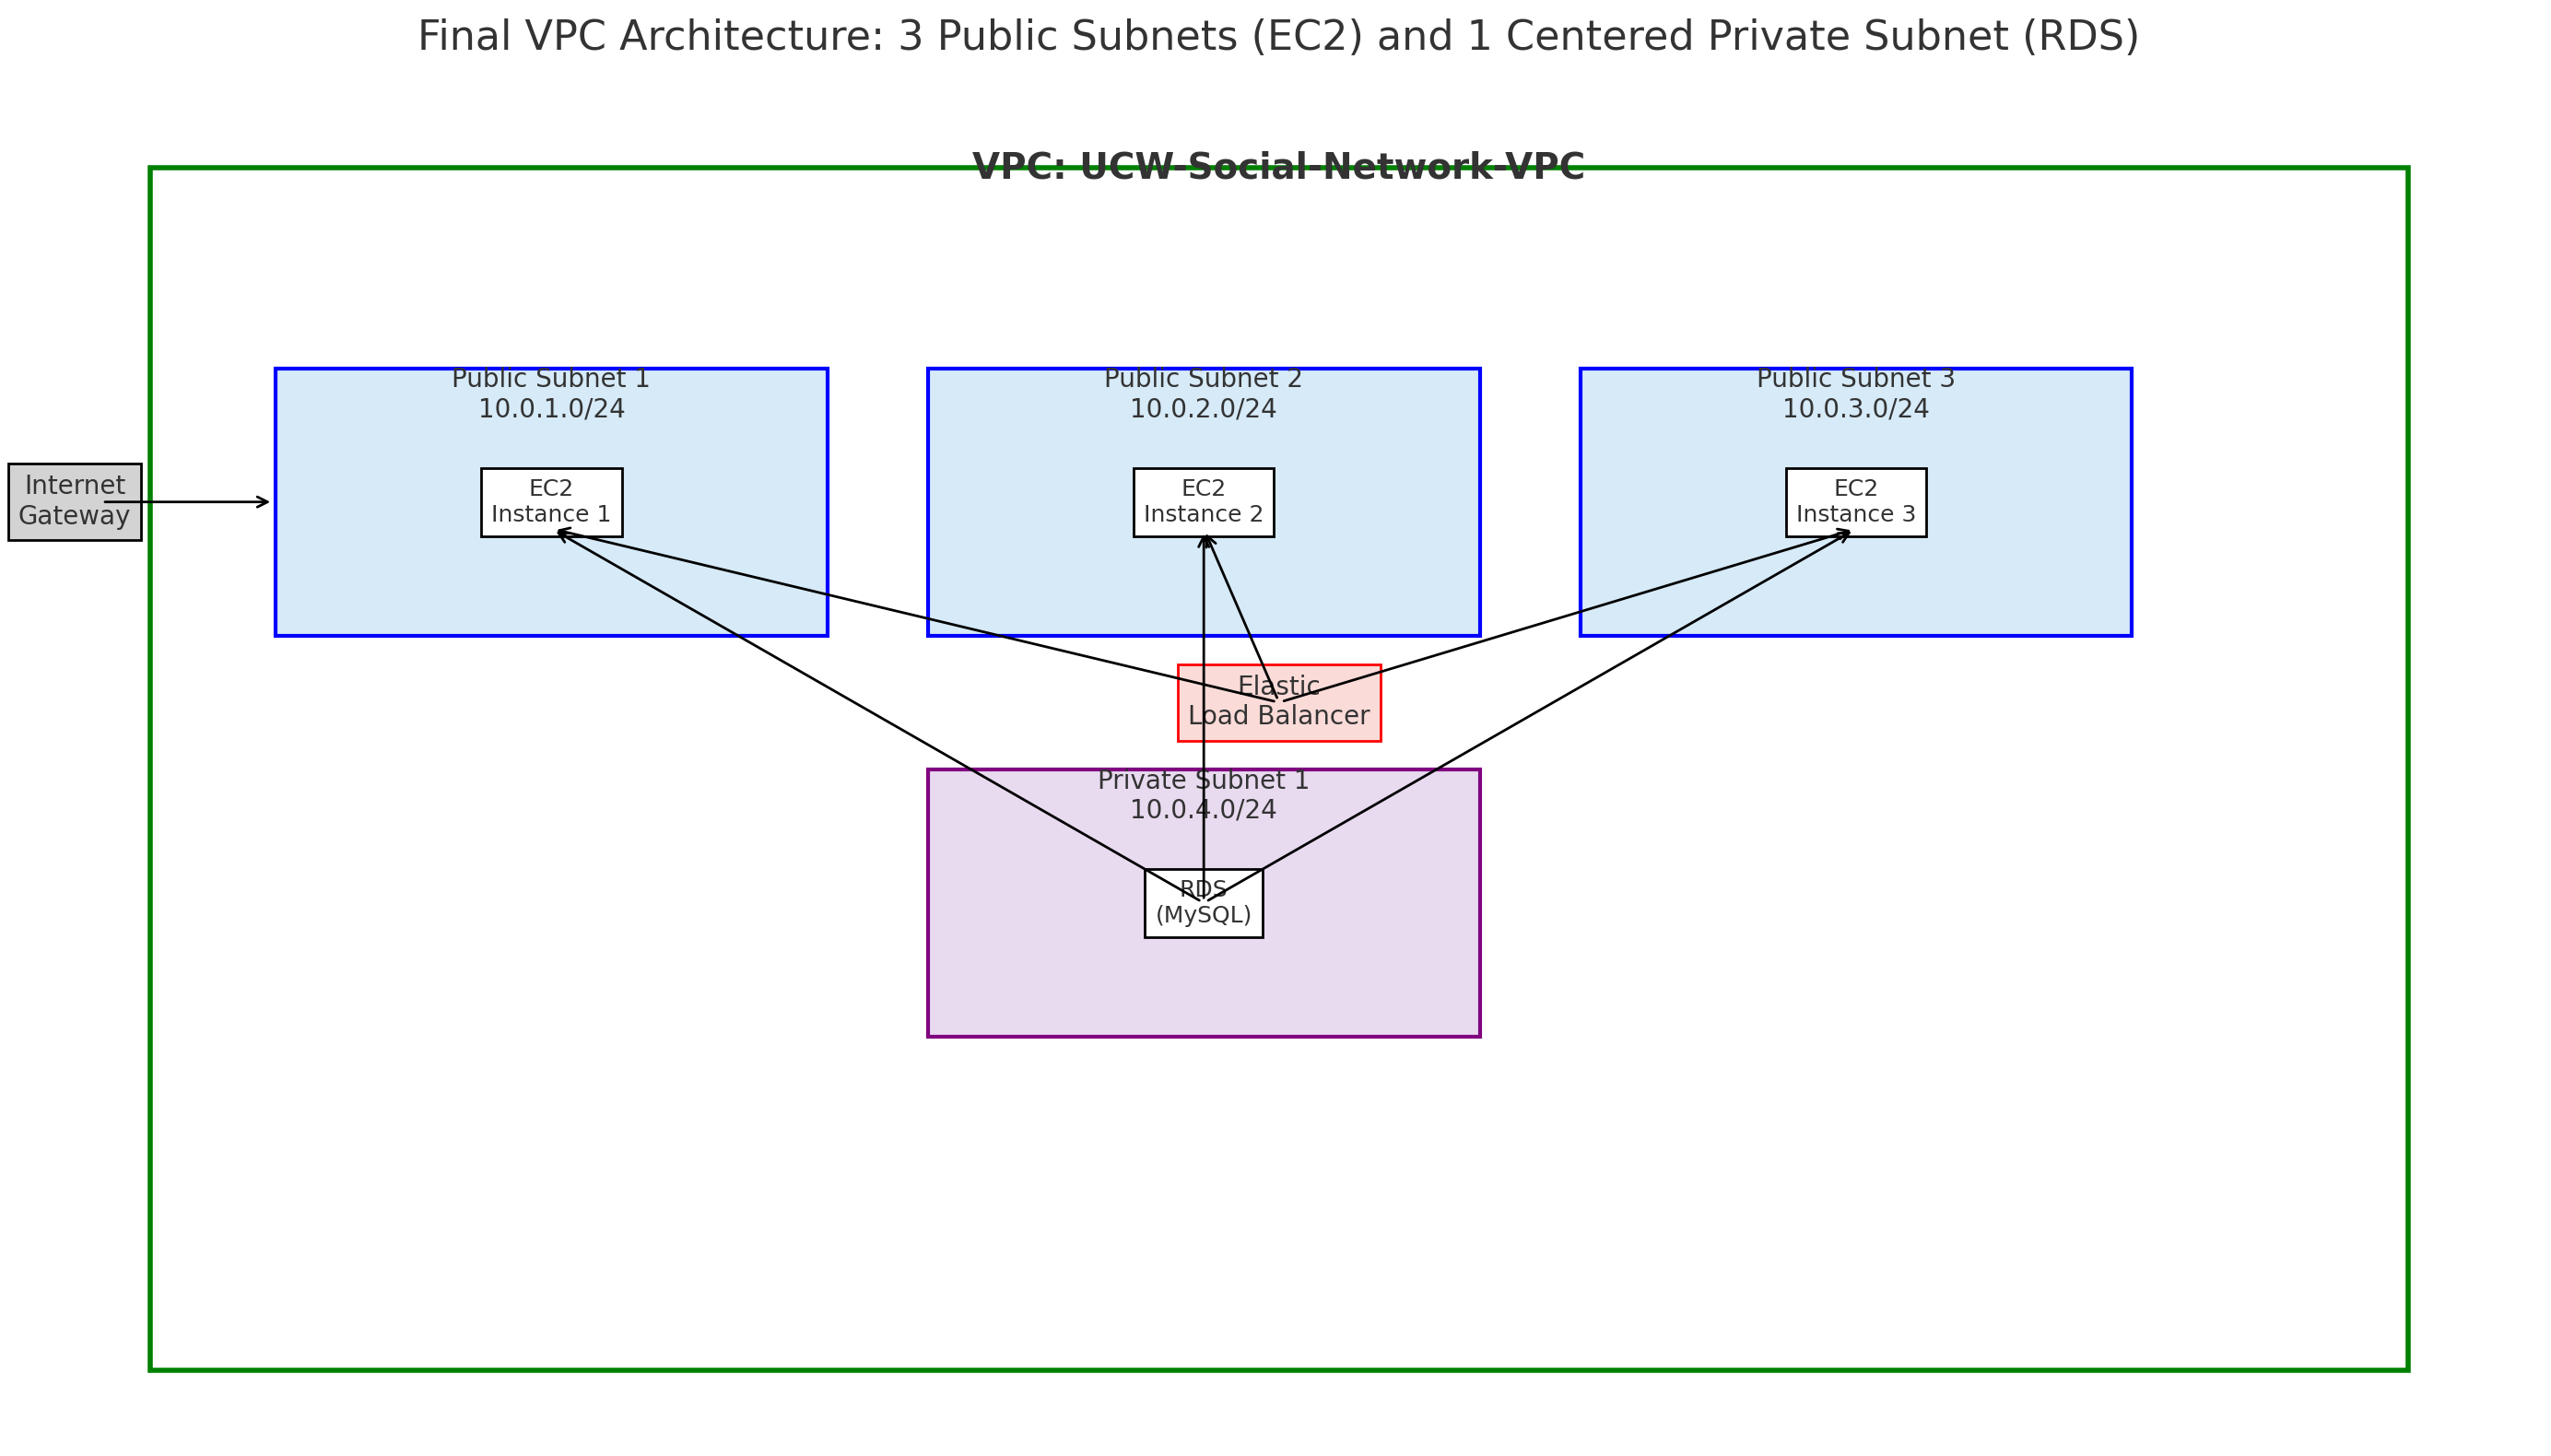 Final VPC Architecture: 3 Public Subnets (EC2) and 1 Centered Private Subnet (RDS)
VPC: UCW-Social-Network-VPC
Public Subnet 1
10.0.1.0/24
Public Subnet 2
10.0.2.0/24
Public Subnet 3
10.0.3.0/24
Internet
Gateway
EC2
Instance 1
EC2
Instance 2
EC2
Instance 3
Elastic
Load Balancer
Private Subnet 1
10.0.4.0/24
RDS
(MySQL)